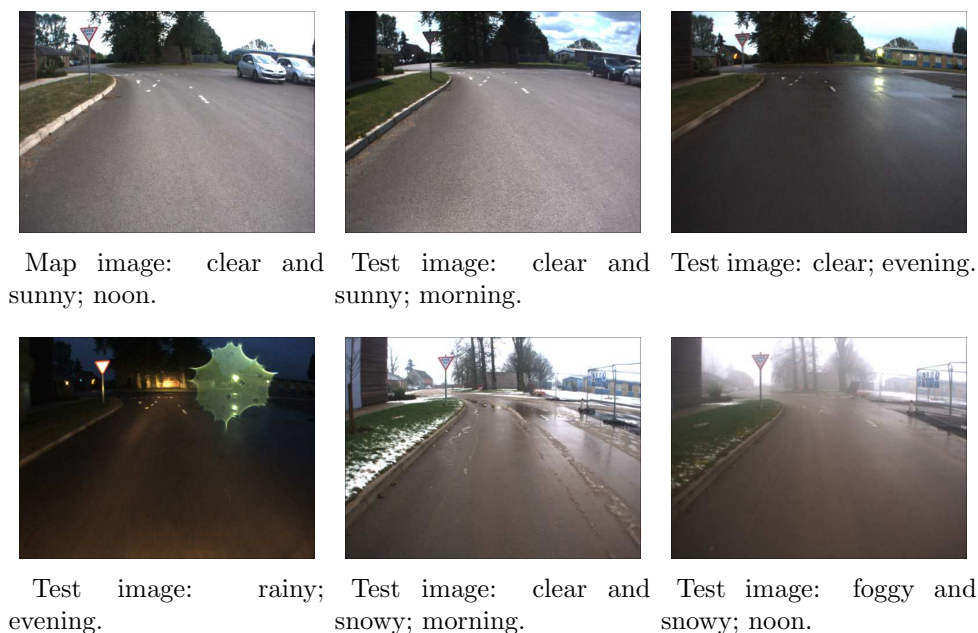 Map image: clear and
sunny; noon.
Test image: clear and
sunny; morning.
Test image: clear; evening.
Test image: rainy;
evening.
Test image: clear and
snowy; morning.
Test image: foggy and
snowy; noon.